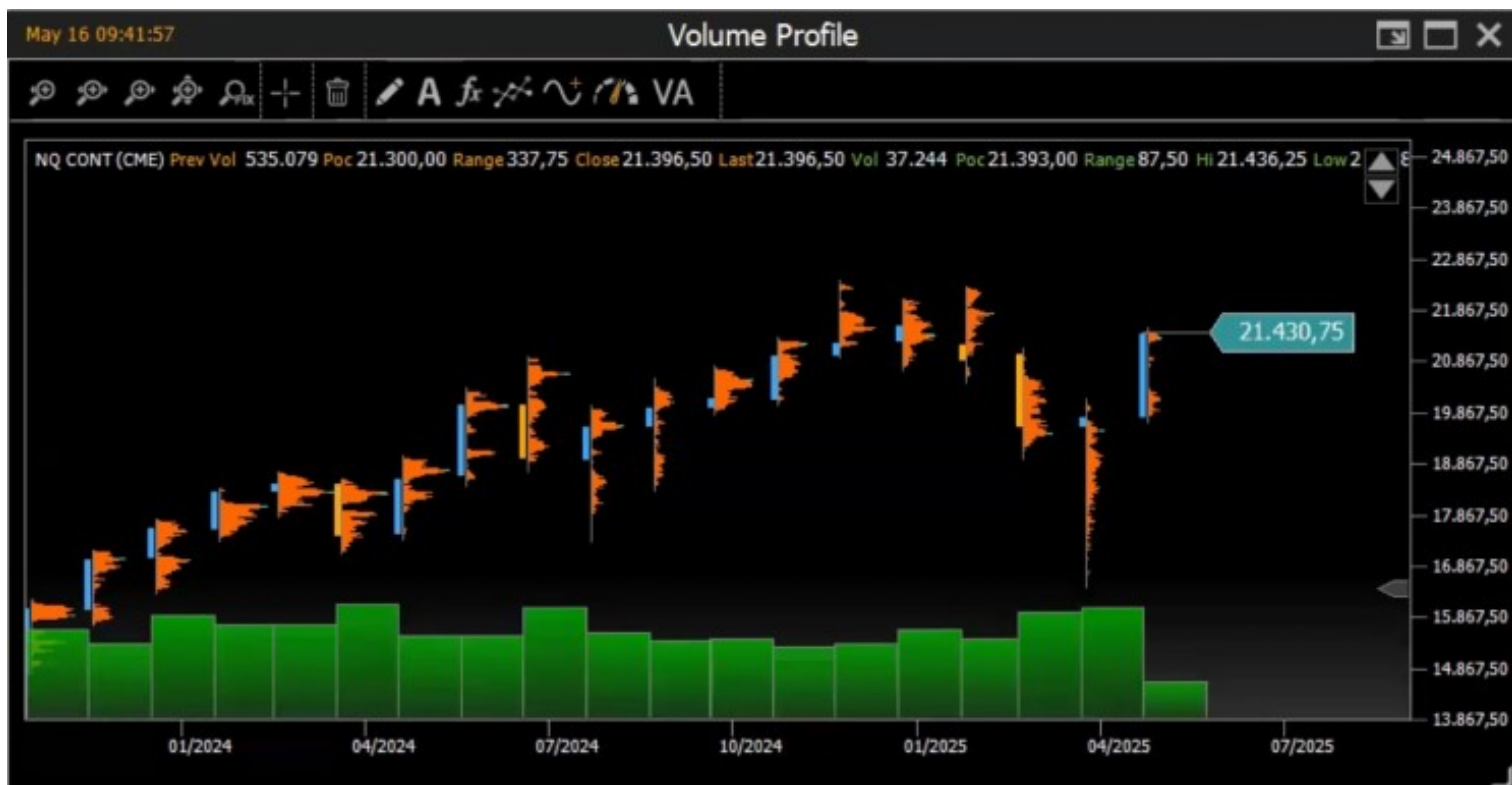 May 16 09:41:57
Volume Profile
FIX A fx VA
NQ CONT (CME) Prev Vol 535.079 Poc 21.300,00 Range 337,75 Close 21.396,50 Last 21.396,50 Vol 37.244 Poc 21.393,00 Range 87,50 Hi 21.436,25 Low 2 8
24.867,50
23.867,50
22.867,50
21.867,50
21.430,75
20.867,50
19.867,50
18.867,50
17.867,50
16.867,50
15.867,50
14.867,50
13.867,50
01/2024 04/2024 07/2024 10/2024 01/2025 04/2025 07/2025